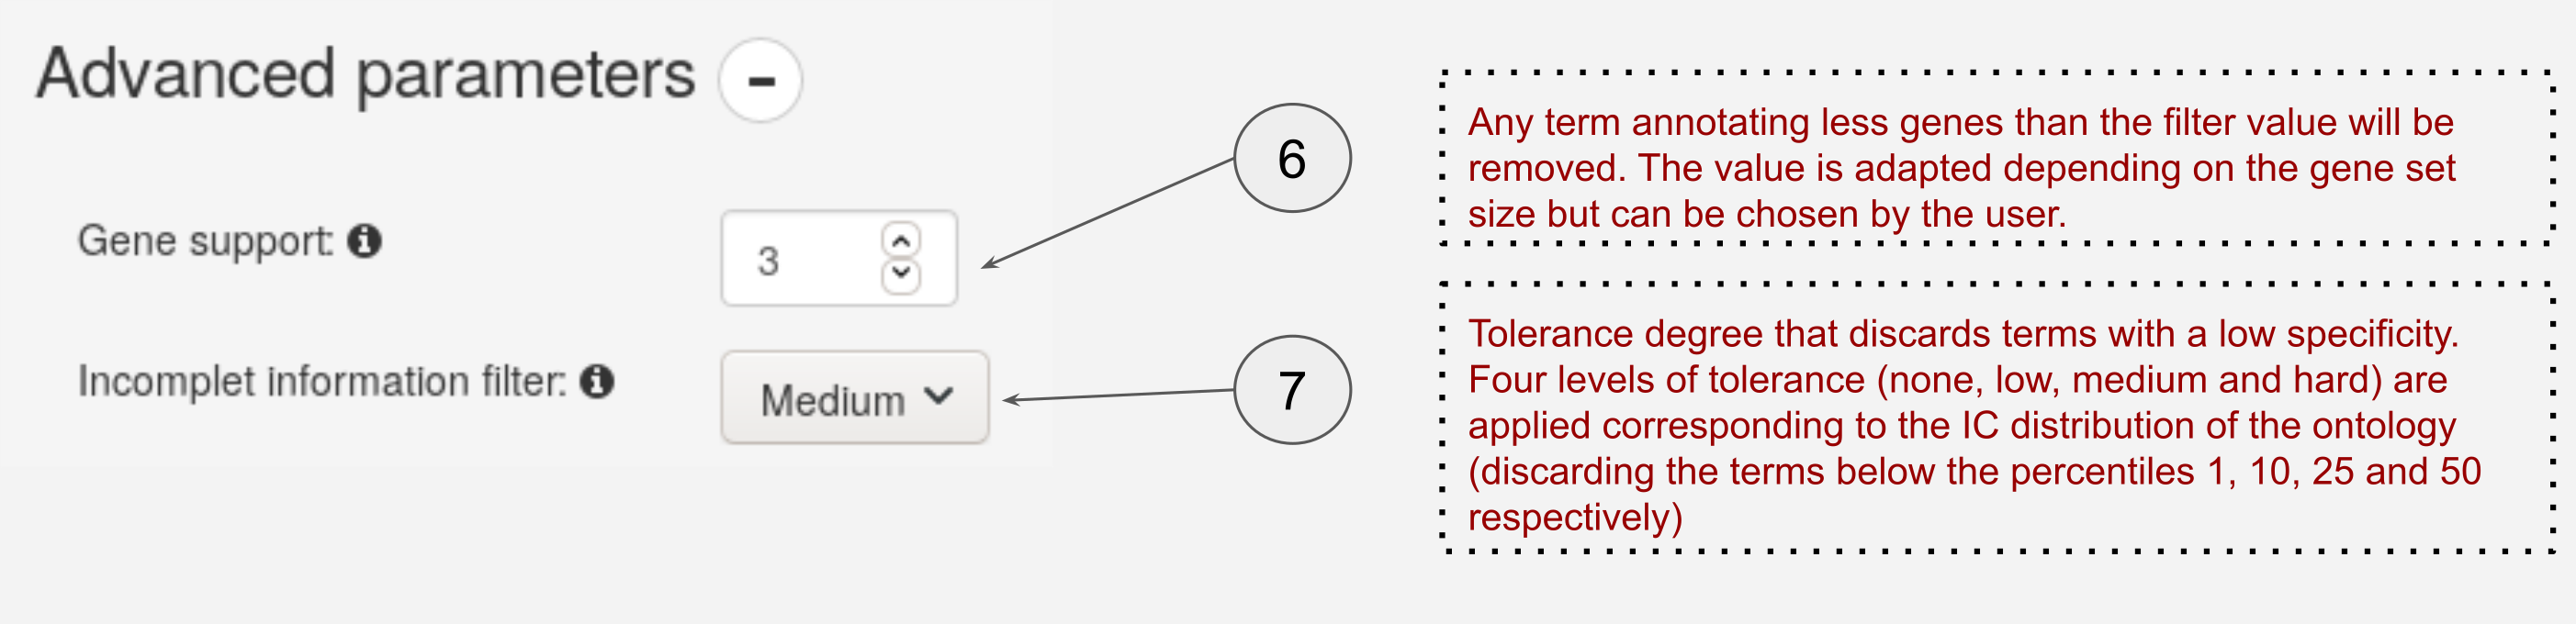 Advanced parameters
Gene support:
3
Incomplet information filter:
Medium
6
7
Any term annotating less genes than the filter value will be
removed. The value is adapted depending on the gene set
size but can be chosen by the user.
Tolerance degree that discards terms with a low specificity.
Four levels of tolerance (none, low, medium and hard) are
applied corresponding to the IC distribution of the ontology
(discarding the terms below the percentiles 1, 10, 25 and 50
respectively)